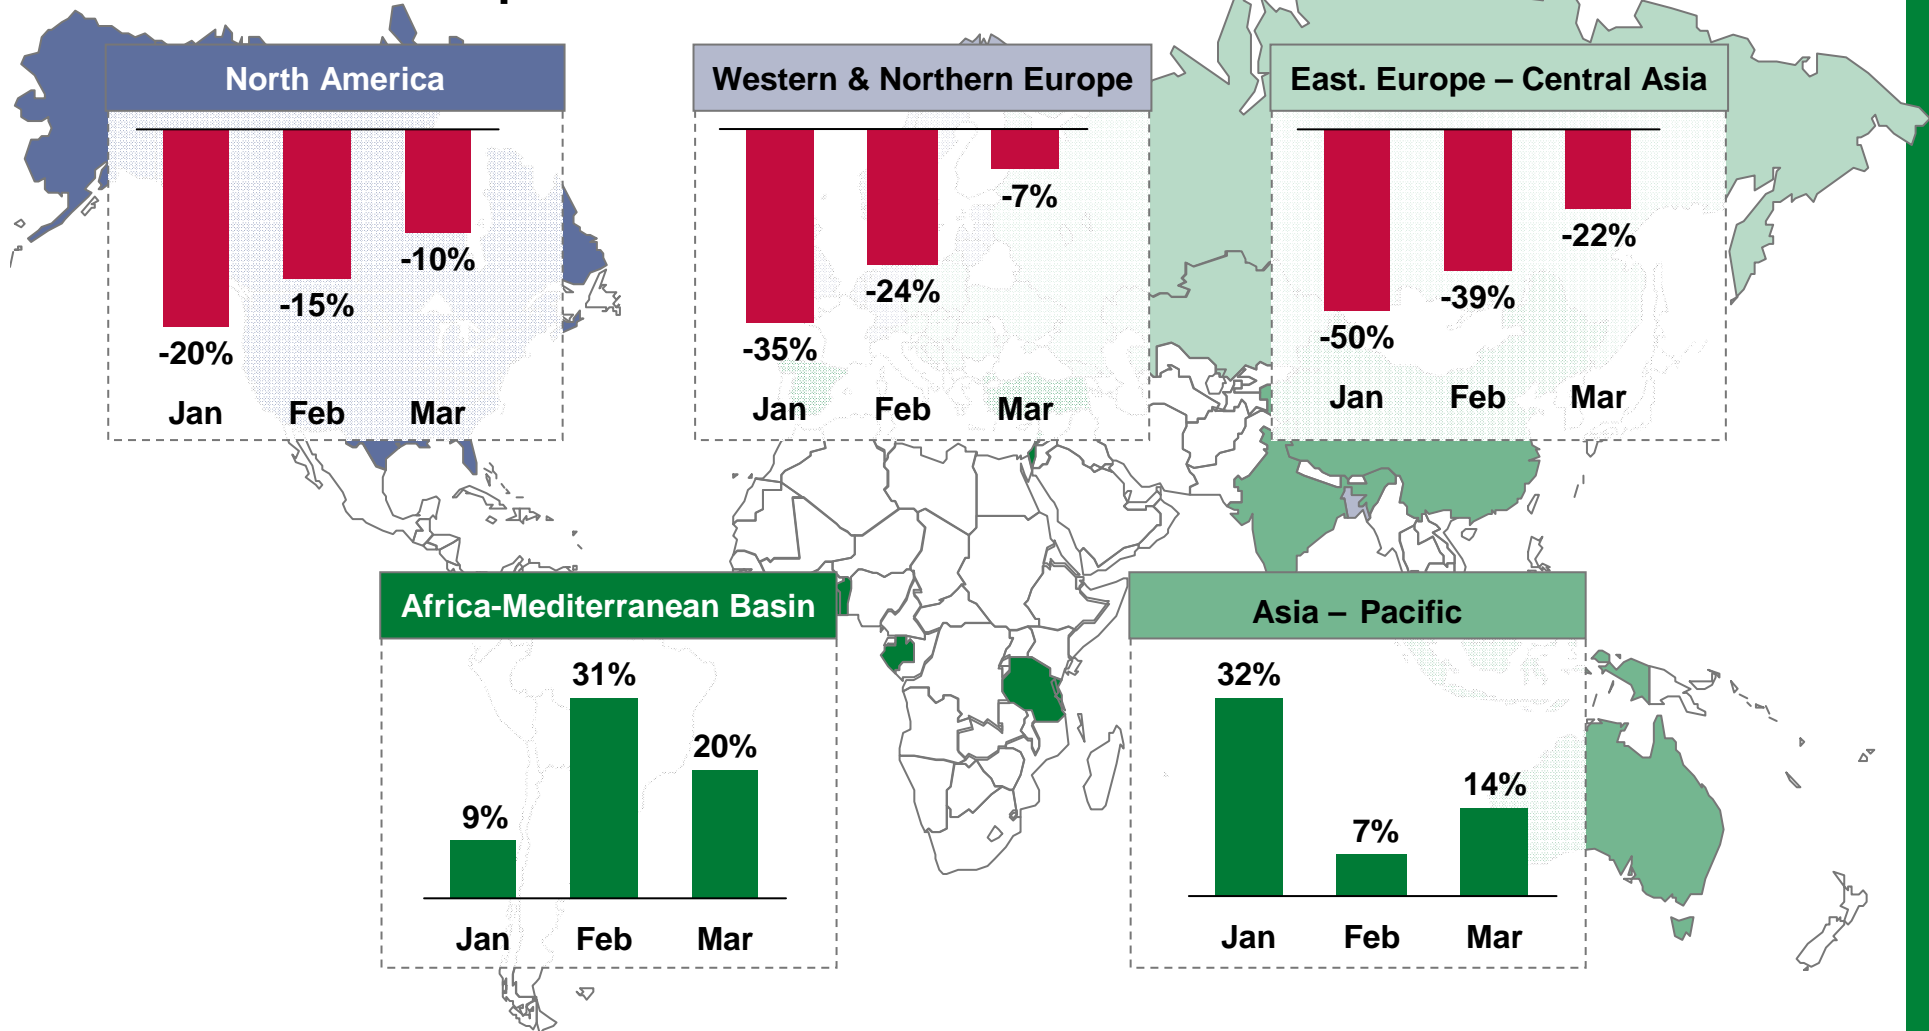 North America
-20%
-15%
-10%
Jan Feb Mar
Western & Northern Europe
-35%
-24%
-7%
Jan Feb Mar
East. Europe – Central Asia
-50%
-39%
-22%
Jan Feb Mar
Africa-Mediterranean Basin
9%
31%
20%
Jan Feb Mar
Asia – Pacific
32%
7%
14%
Jan Feb Mar